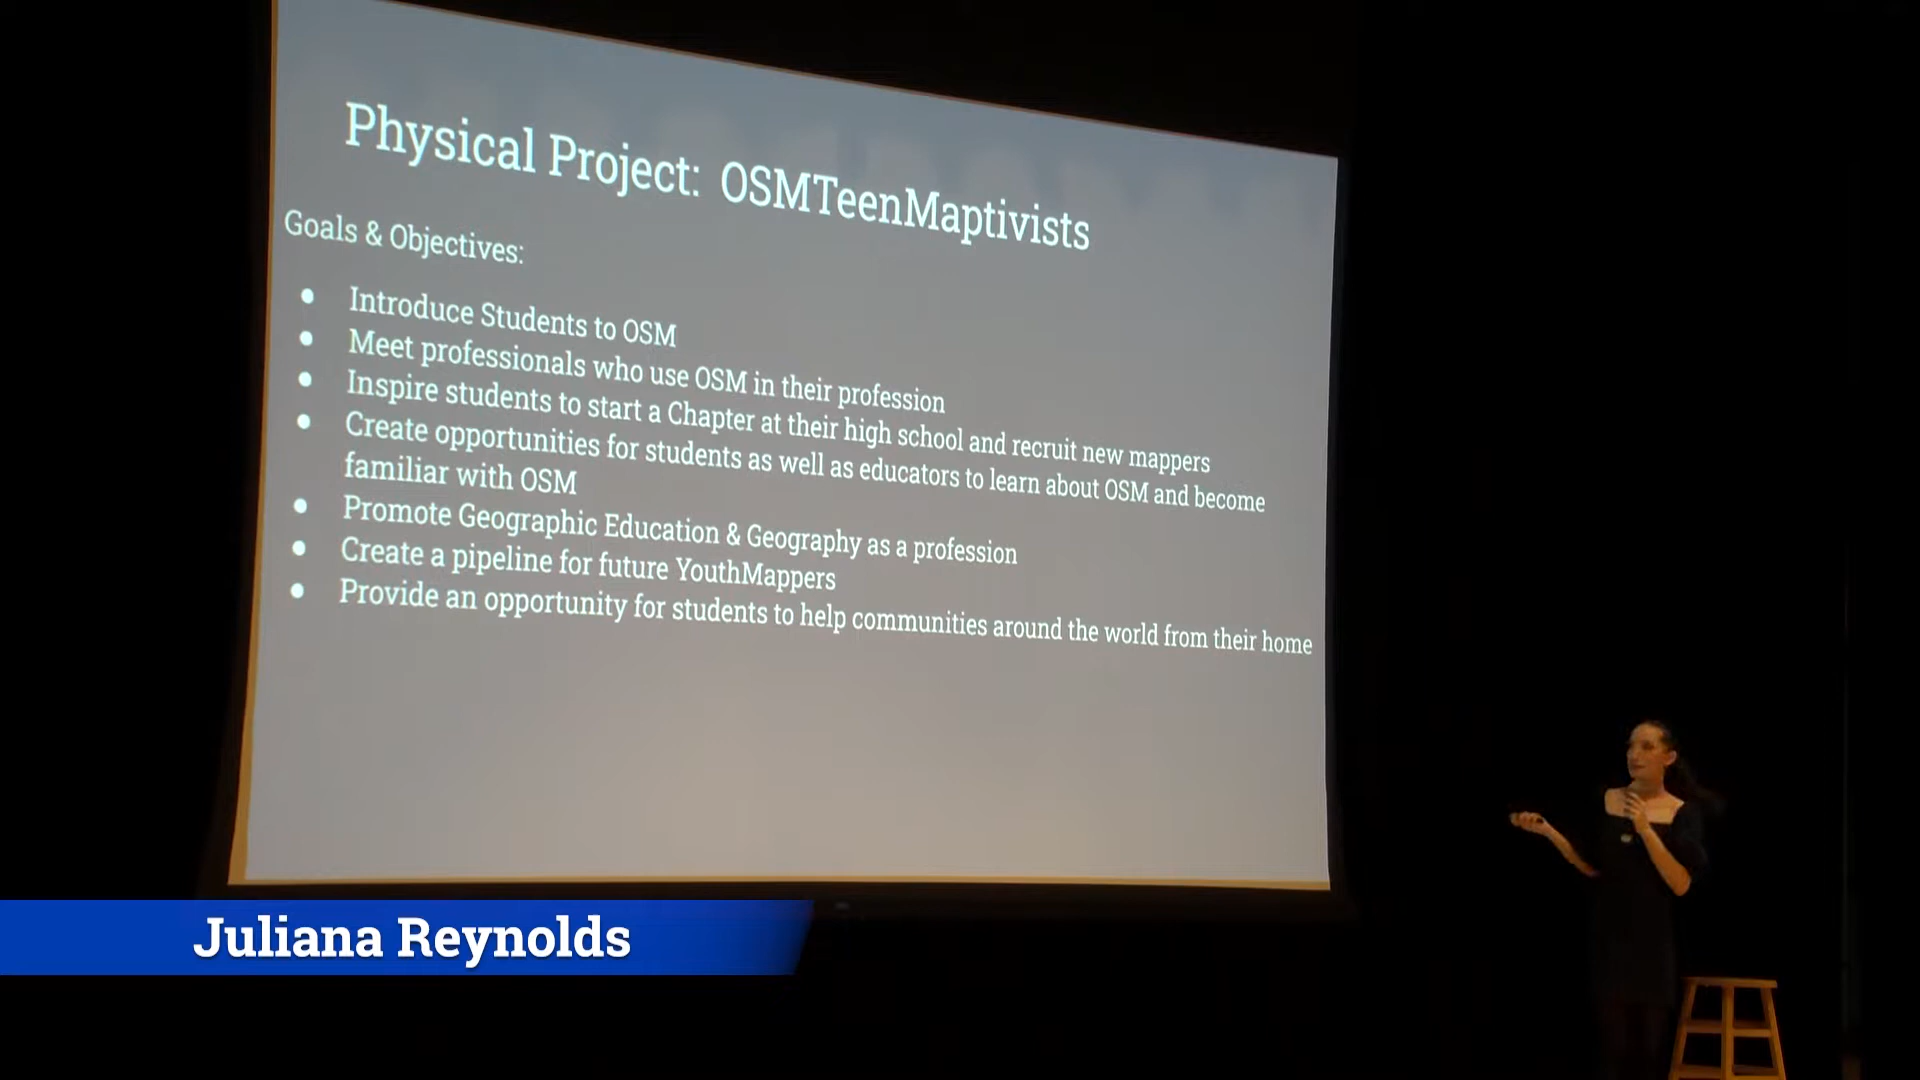 Physical Project: OSMTeenMaptivists
Goals & Objectives:
● Introduce Students to OSM
● Meet professionals who use OSM in their profession
● Inspire students to start a Chapter at their high school and recruit new mappers
● Create opportunities for students as well as educators to learn about OSM and become
familiar with OSM
● Promote Geographic Education & Geography as a profession
● Create a pipeline for future YouthMappers
● Provide an opportunity for students to help communities around the world from their home
Juliana Reynolds